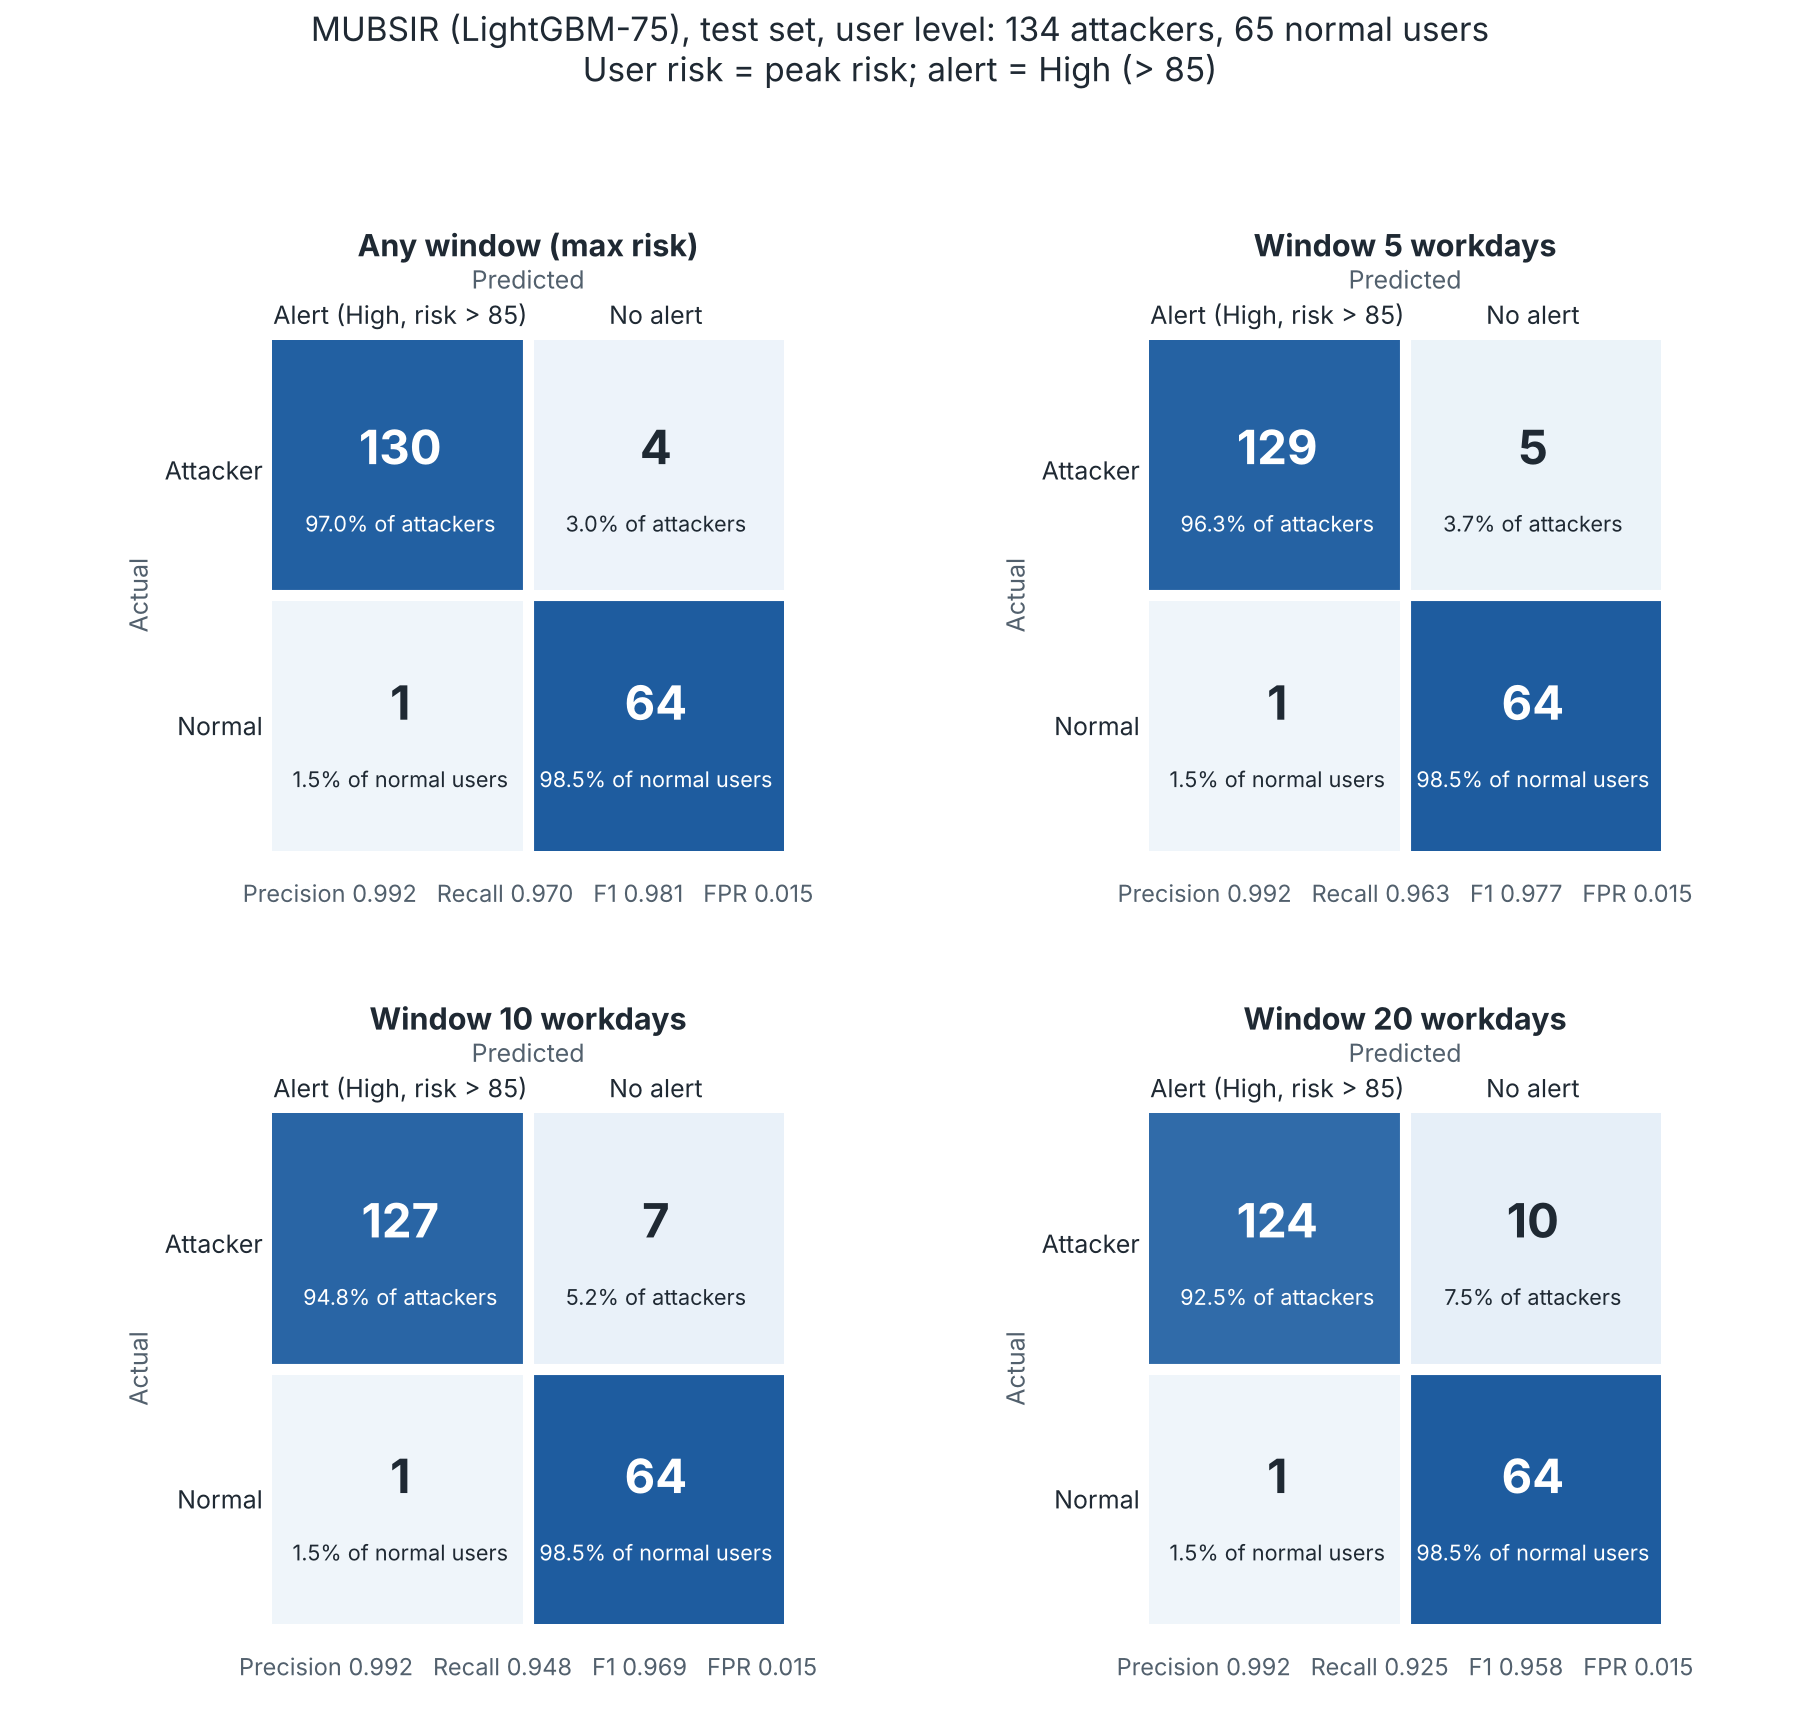 MUBSIR (LightGBM-75), test set, user level: 134 attackers, 65 normal users
User risk = peak risk; alert = High (> 85)
Any window (max risk)
Predicted
Alert (High, risk > 85) No alert
Actual
Attacker
130
97.0% of attackers
4
3.0% of attackers
Normal
1
1.5% of normal users
64
98.5% of normal users
Precision 0.992 Recall 0.970 F1 0.981 FPR 0.015
Window 5 workdays
Predicted
Alert (High, risk > 85) No alert
Actual
Attacker
129
96.3% of attackers
5
3.7% of attackers
Normal
1
1.5% of normal users
64
98.5% of normal users
Precision 0.992 Recall 0.963 F1 0.977 FPR 0.015
Window 10 workdays
Predicted
Alert (High, risk > 85) No alert
Actual
Attacker
127
94.8% of attackers
7
5.2% of attackers
Normal
1
1.5% of normal users
64
98.5% of normal users
Precision 0.992 Recall 0.948 F1 0.969 FPR 0.015
Window 20 workdays
Predicted
Alert (High, risk > 85) No alert
Actual
Attacker
124
92.5% of attackers
10
7.5% of attackers
Normal
1
1.5% of normal users
64
98.5% of normal users
Precision 0.992 Recall 0.925 F1 0.958 FPR 0.015